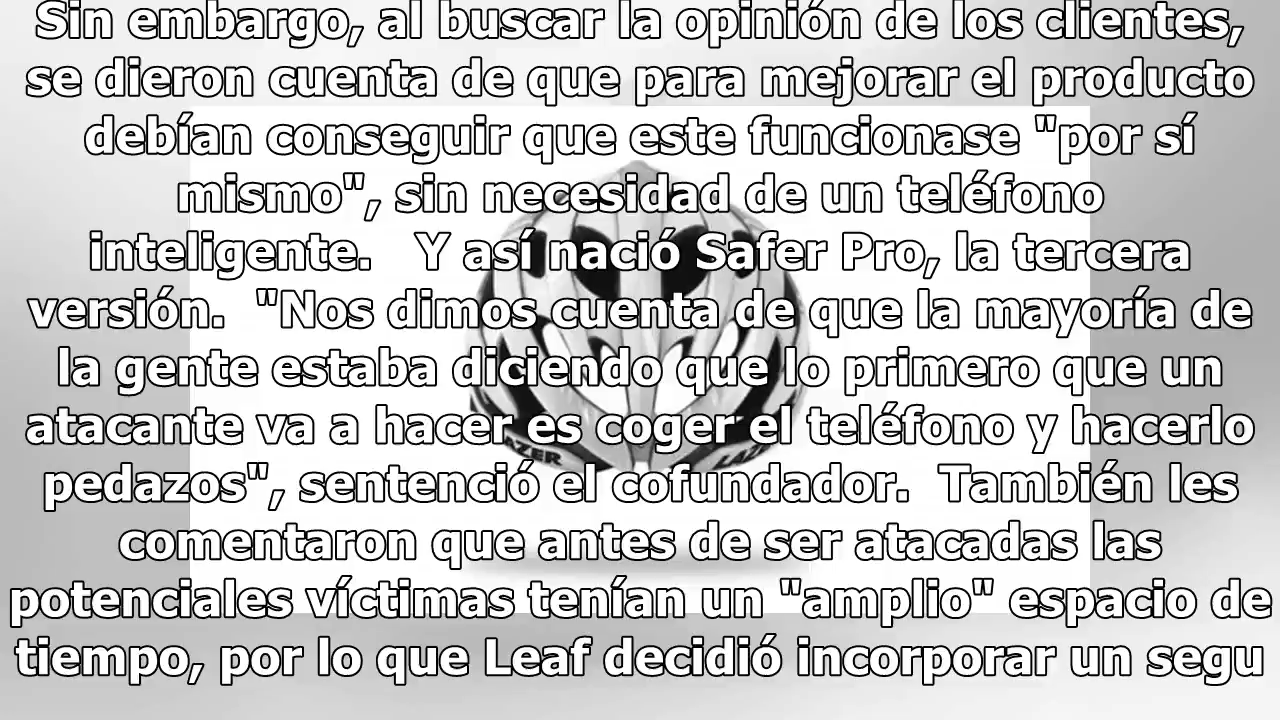 Sin embargo, al buscar la opinión de los clientes,
se dieron cuenta de que para mejorar el producto
debían conseguir que este funcionase "por sí
mismo", sin necesidad de un teléfono
inteligente.   Y así nació Safer Pro, la tercera
versión.  "Nos dimos cuenta de que la mayoría de
la gente estaba diciendo que lo primero que un
atacante va a hacer es coger el teléfono y hacerlo
pedazos", sentenció el cofundador.  También les
comentaron que antes de ser atacadas las
potenciales víctimas tenían un "amplio" espacio de
tiempo, por lo que Leaf decidió incorporar un segu
LAZER